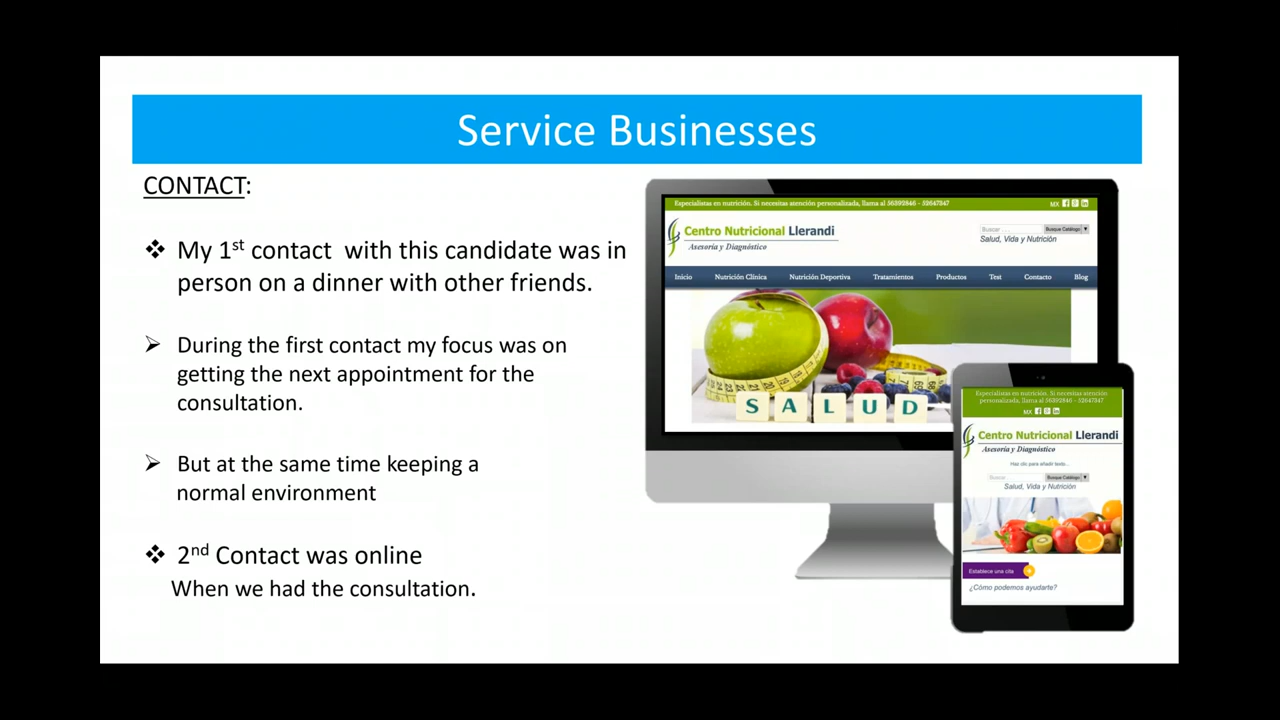 Service Businesses
CONTACT:
❖ My 1st contact with this candidate was in
person on a dinner with other friends.
➢ During the first contact my focus was on
getting the next appointment for the
consultation.
➢ But at the same time keeping a
normal environment
❖ 2nd Contact was online
When we had the consultation.
Especialistas en nutrición. Si necesitas atención personalizada, llama al 56392846 - 52647347
MX
Centro Nutricional Llerandi
Asesoría y Diagnóstico
Buscar . . . Busque Catálogo
Salud, Vida y Nutrición
Inicio Nutrición Clínica Nutrición Deportiva Tratamientos Productos Test Contacto Blog
SALUD
Especialistas en nutrición. Si necesitas atención
personalizada, llama al 56392846 - 52647347
MX
Centro Nutricional Llerandi
Asesoría y Diagnóstico
Haz clic para añadir texto...
Buscar . . . Busque Catálogo
Salud, Vida y Nutrición
Establece una cita
¿Cómo podemos ayudarte?